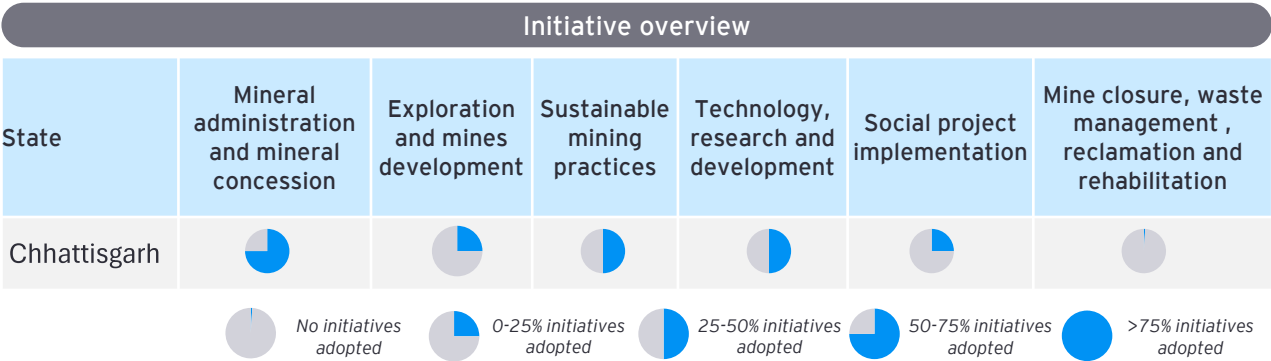 Initiative overview
State
Mineral
administration
and mineral
concession
Exploration
and mines
development
Sustainable
mining
practices
Technology,
research and
development
Social project
implementation
Mine closure, waste
management ,
reclamation and
rehabilitation
Chhattisgarh
No initiatives
adopted
0-25% initiatives
adopted
25-50% initiatives
adopted
50-75% initiatives
adopted
>75% initiatives
adopted